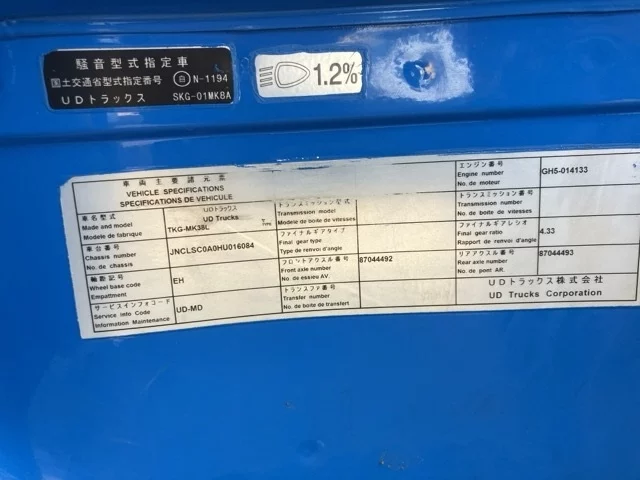 騒音型式指定車
国土交通省型式指定番号 自 N-1194
UDトラックス SKG-01MK8A
1.2%
車両主要諸元票
VEHICLE SPECIFICATIONS
SPECIFICATIONS DE VEHICULE
車名型式
Made and model
Modele de fabrique
UDトラックス
UD Trucks
TKG-MK38L
Type
車台番号
Chassis number
No. de chassis
JNCLSC0A0HU016084
軸距記号
Wheel base code
Empattment
EH
サービスインフォコード
Service into Code
Information Maintenance
UD-MD
トランスミッション型式
Transmission model
Modele de boite de vitesses
ファイナルギアタイプ
Final gear type
Type de renvoi d'angle
フロントアクスル番号
Front axle number
No. de essieu AV.
87044492
トランスファ番号
Transfer number
No. de boite de transfert
エンジン番号
Engine number
No. de moteur
GH5-014133
トランスミッション番号
Transmission number
No. de boite de vitesses
ファイナルギアレシオ
Final gear ratio
Rapport de renvoi d'angle
4.33
リアアクスル番号
Rear axle number
No. de pont AR.
87044493
UDトラックス株式会社
UD Trucks Corporation